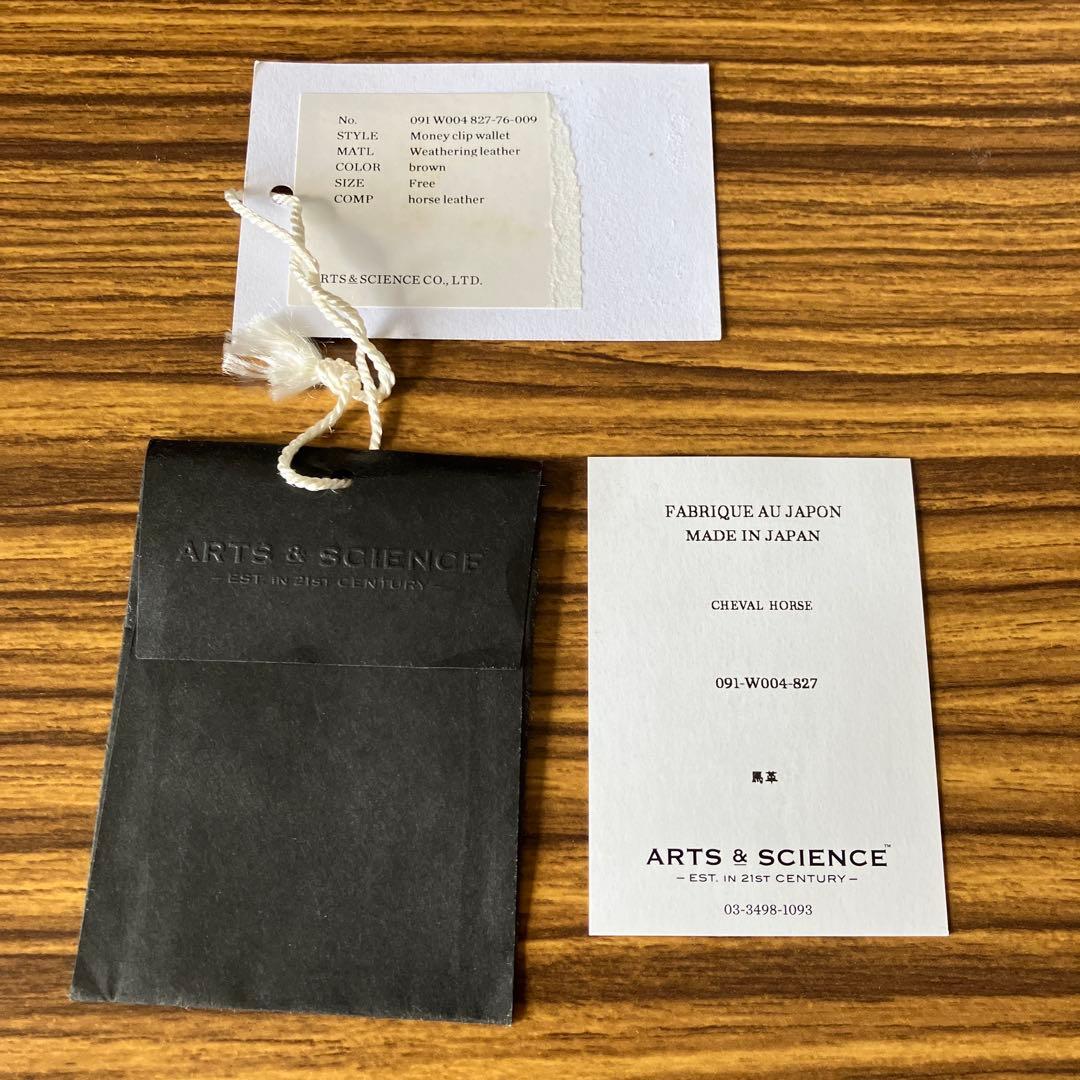 No. 091 W004 827-76-009
STYLE Money clip wallet
MATL Weathering leather
COLOR brown
SIZE Free
COMP horse leather
RTS & SCIENCE CO., LTD.
ARTS & SCIENCE
– EST. IN 21ST CENTURY –
FABRIQUE AU JAPON
MADE IN JAPAN
CHEVAL HORSE
091-W004-827
馬革
ARTS & SCIENCE™
– EST. IN 21ST CENTURY –
03-3498-1093